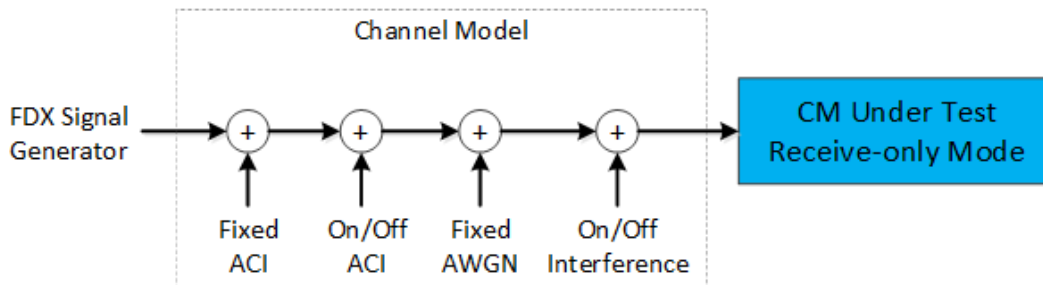 Channel Model
FDX Signal
Generator
+
+
+
+
CM Under Test
Receive-only Mode
Fixed
ACI
On/Off
ACI
Fixed
AWGN
On/Off
Interference